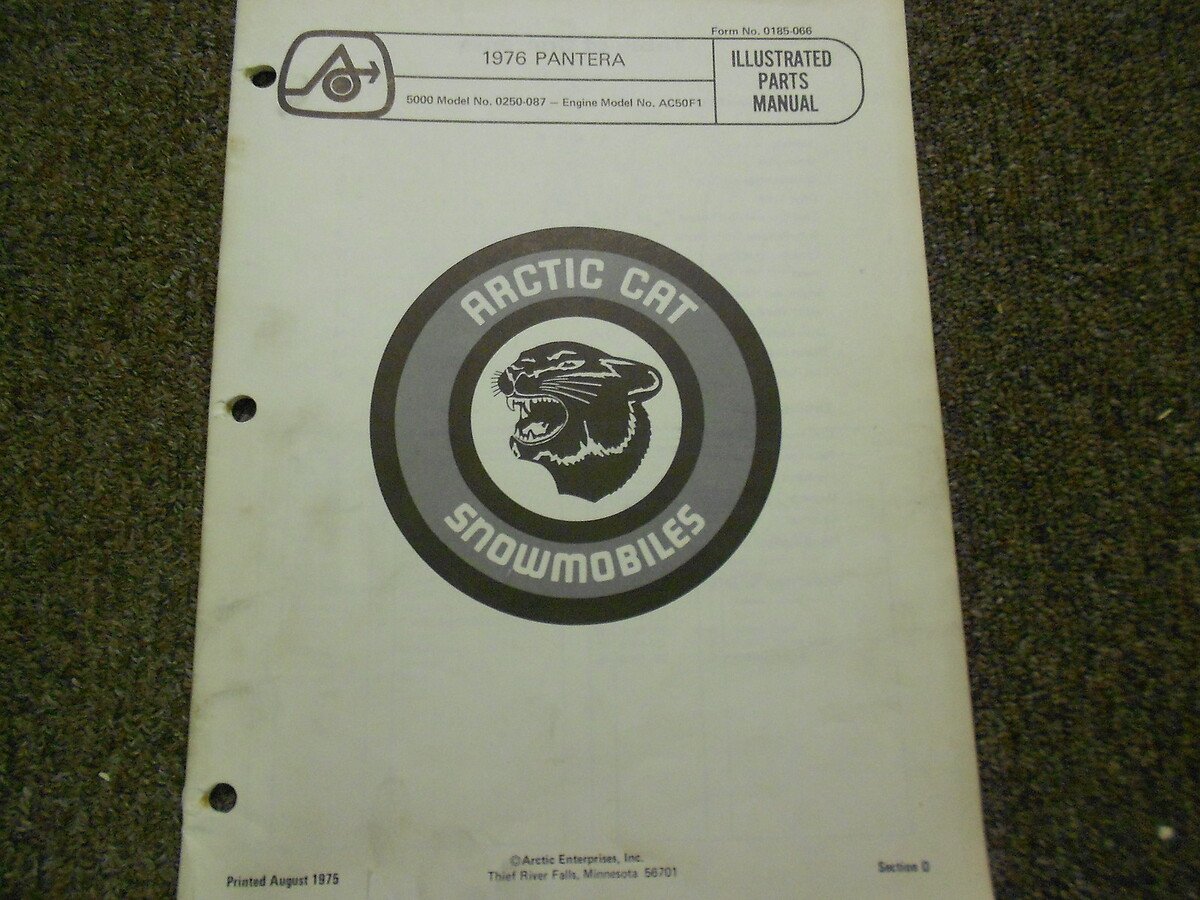 Form No. 0185-066
1976 PANTERA
5000 Model No. 0250-087 — Engine Model No. AC50F1
ILLUSTRATED
PARTS
MANUAL
ARCTIC CAT
SNOWMOBILES
©Arctic Enterprises, Inc.
Thief River Falls, Minnesota 56701
Printed August 1975
Section